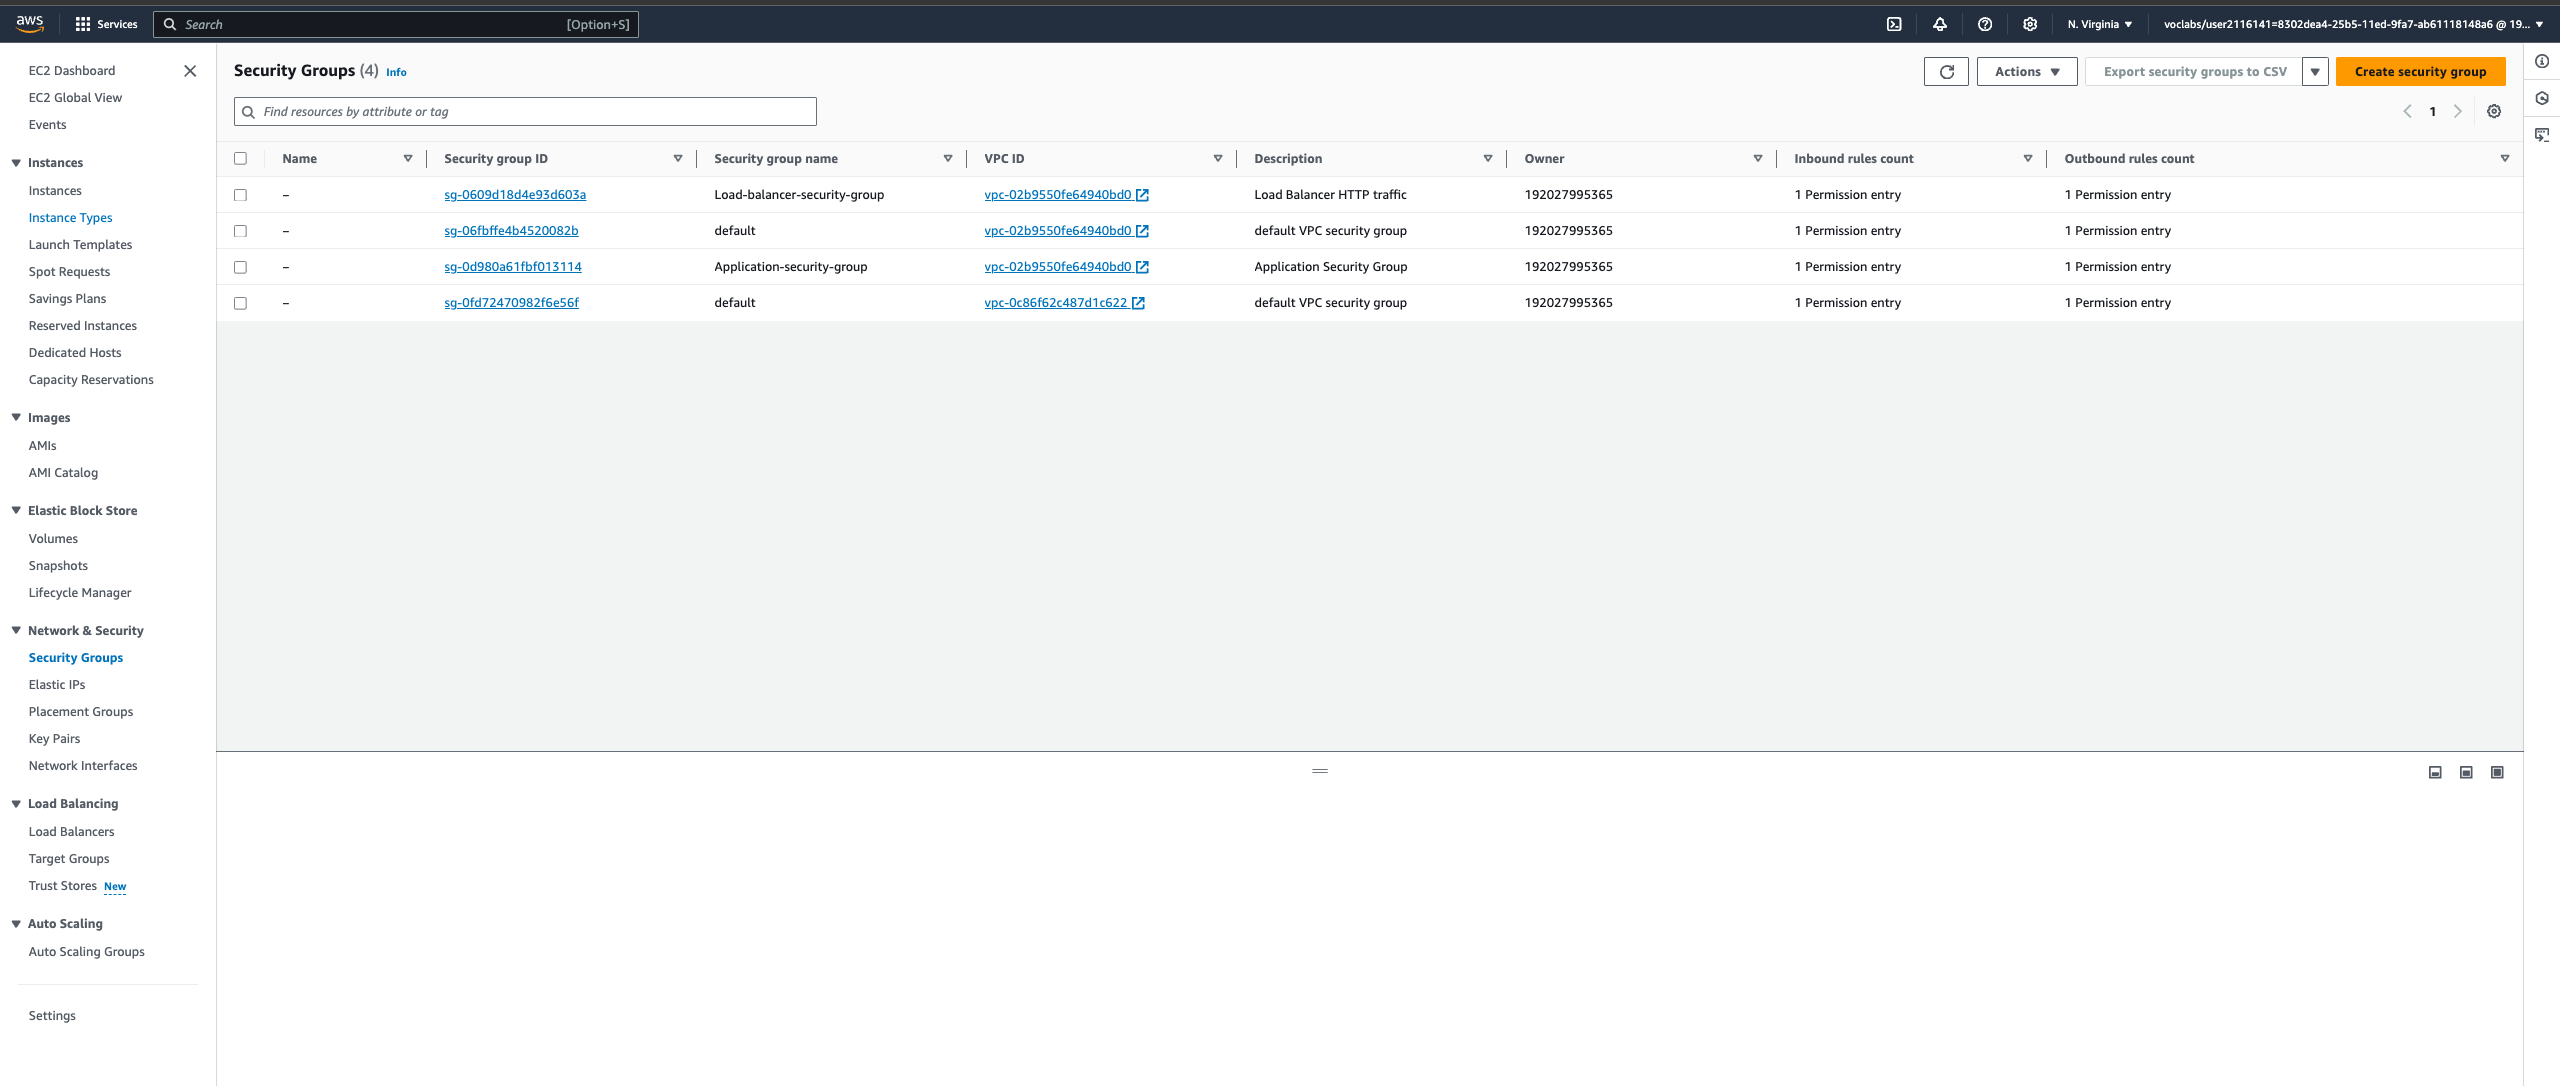 aws Services Search [Option+S] N. Virginia voclabs/user2116141=8302dea4-25b5-11ed-9fa7-ab61118148a6 @ 19...
EC2 Dashboard
EC2 Global View
Events
Instances
Instances
Instance Types
Launch Templates
Spot Requests
Savings Plans
Reserved Instances
Dedicated Hosts
Capacity Reservations
Images
AMIs
AMI Catalog
Elastic Block Store
Volumes
Snapshots
Lifecycle Manager
Network & Security
Security Groups
Elastic IPs
Placement Groups
Key Pairs
Network Interfaces
Load Balancing
Load Balancers
Target Groups
Trust Stores New
Auto Scaling
Auto Scaling Groups
Settings
Security Groups (4) Info Actions Export security groups to CSV Create security group
Find resources by attribute or tag 1
Name Security group ID Security group name VPC ID Description Owner Inbound rules count Outbound rules count
– sg-0609d18d4e93d603a Load-balancer-security-group vpc-02b9550fe64940bd0 Load Balancer HTTP traffic 192027995365 1 Permission entry 1 Permission entry
– sg-06fbffe4b4520082b default vpc-02b9550fe64940bd0 default VPC security group 192027995365 1 Permission entry 1 Permission entry
– sg-0d980a61fbf013114 Application-security-group vpc-02b9550fe64940bd0 Application Security Group 192027995365 1 Permission entry 1 Permission entry
– sg-0fd72470982f6e56f default vpc-0c86f62c487d1c622 default VPC security group 192027995365 1 Permission entry 1 Permission entry